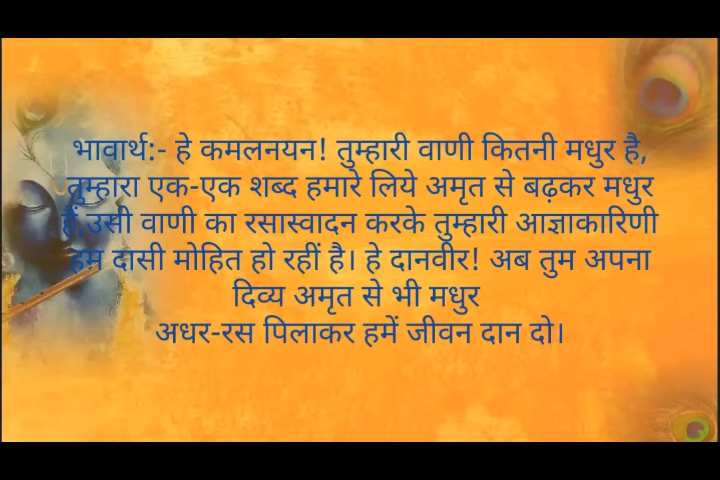 भावार्थ:- हे कमलनयन! तुम्हारी वाणी कितनी मधुर है,
तुम्हारा एक-एक शब्द हमारे लिये अमृत से बढ़कर मधुर
है,उसी वाणी का रसास्वादन करके तुम्हारी आज्ञाकारिणी
हम दासी मोहित हो रहीं है। हे दानवीर! अब तुम अपना
दिव्य अमृत से भी मधुर
अधर-रस पिलाकर हमें जीवन दान दो।